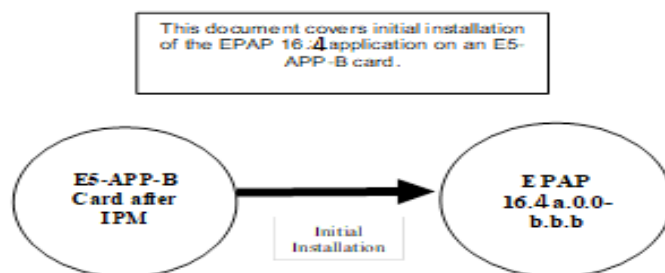 This document covers initial installation
of the EPAP 16.4 application on an E5-
APP-B card.
E5-APP-B
Card after
IPM
Initial
Installation
EPAP
16.4.a.0.0-
b.b.b